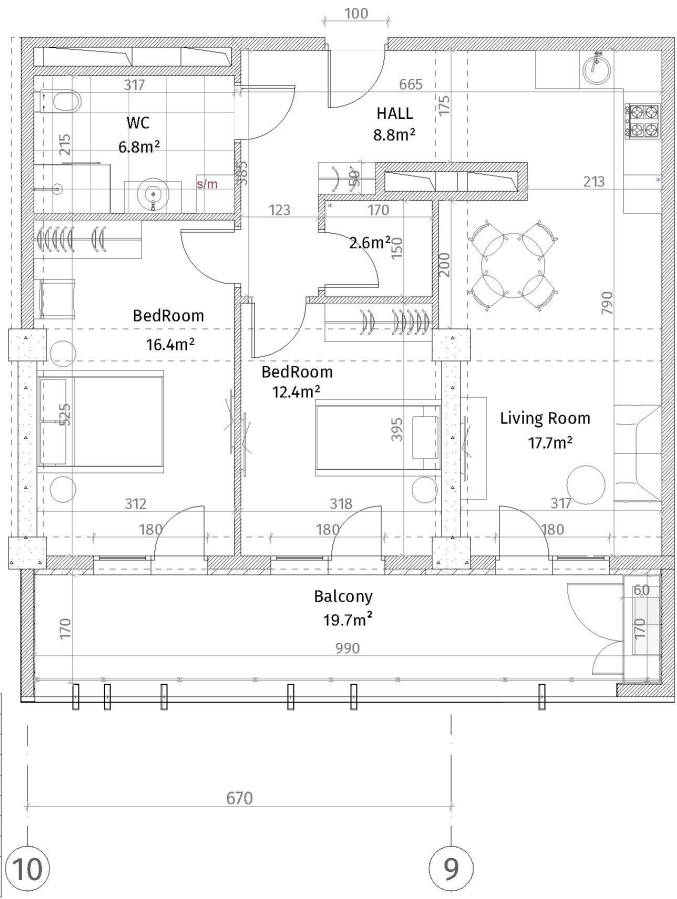 100
317
665
HALL
8.8m²
175
WC
6.8m²
215
s/m
385
50
213
123
170
2.6m²
150
200
790
BedRoom
16.4m²
BedRoom
12.4m²
525
395
Living Room
17.7m²
312
318
317
180
180
180
Balcony
19.7m²
60
170
170
990
670
10
9